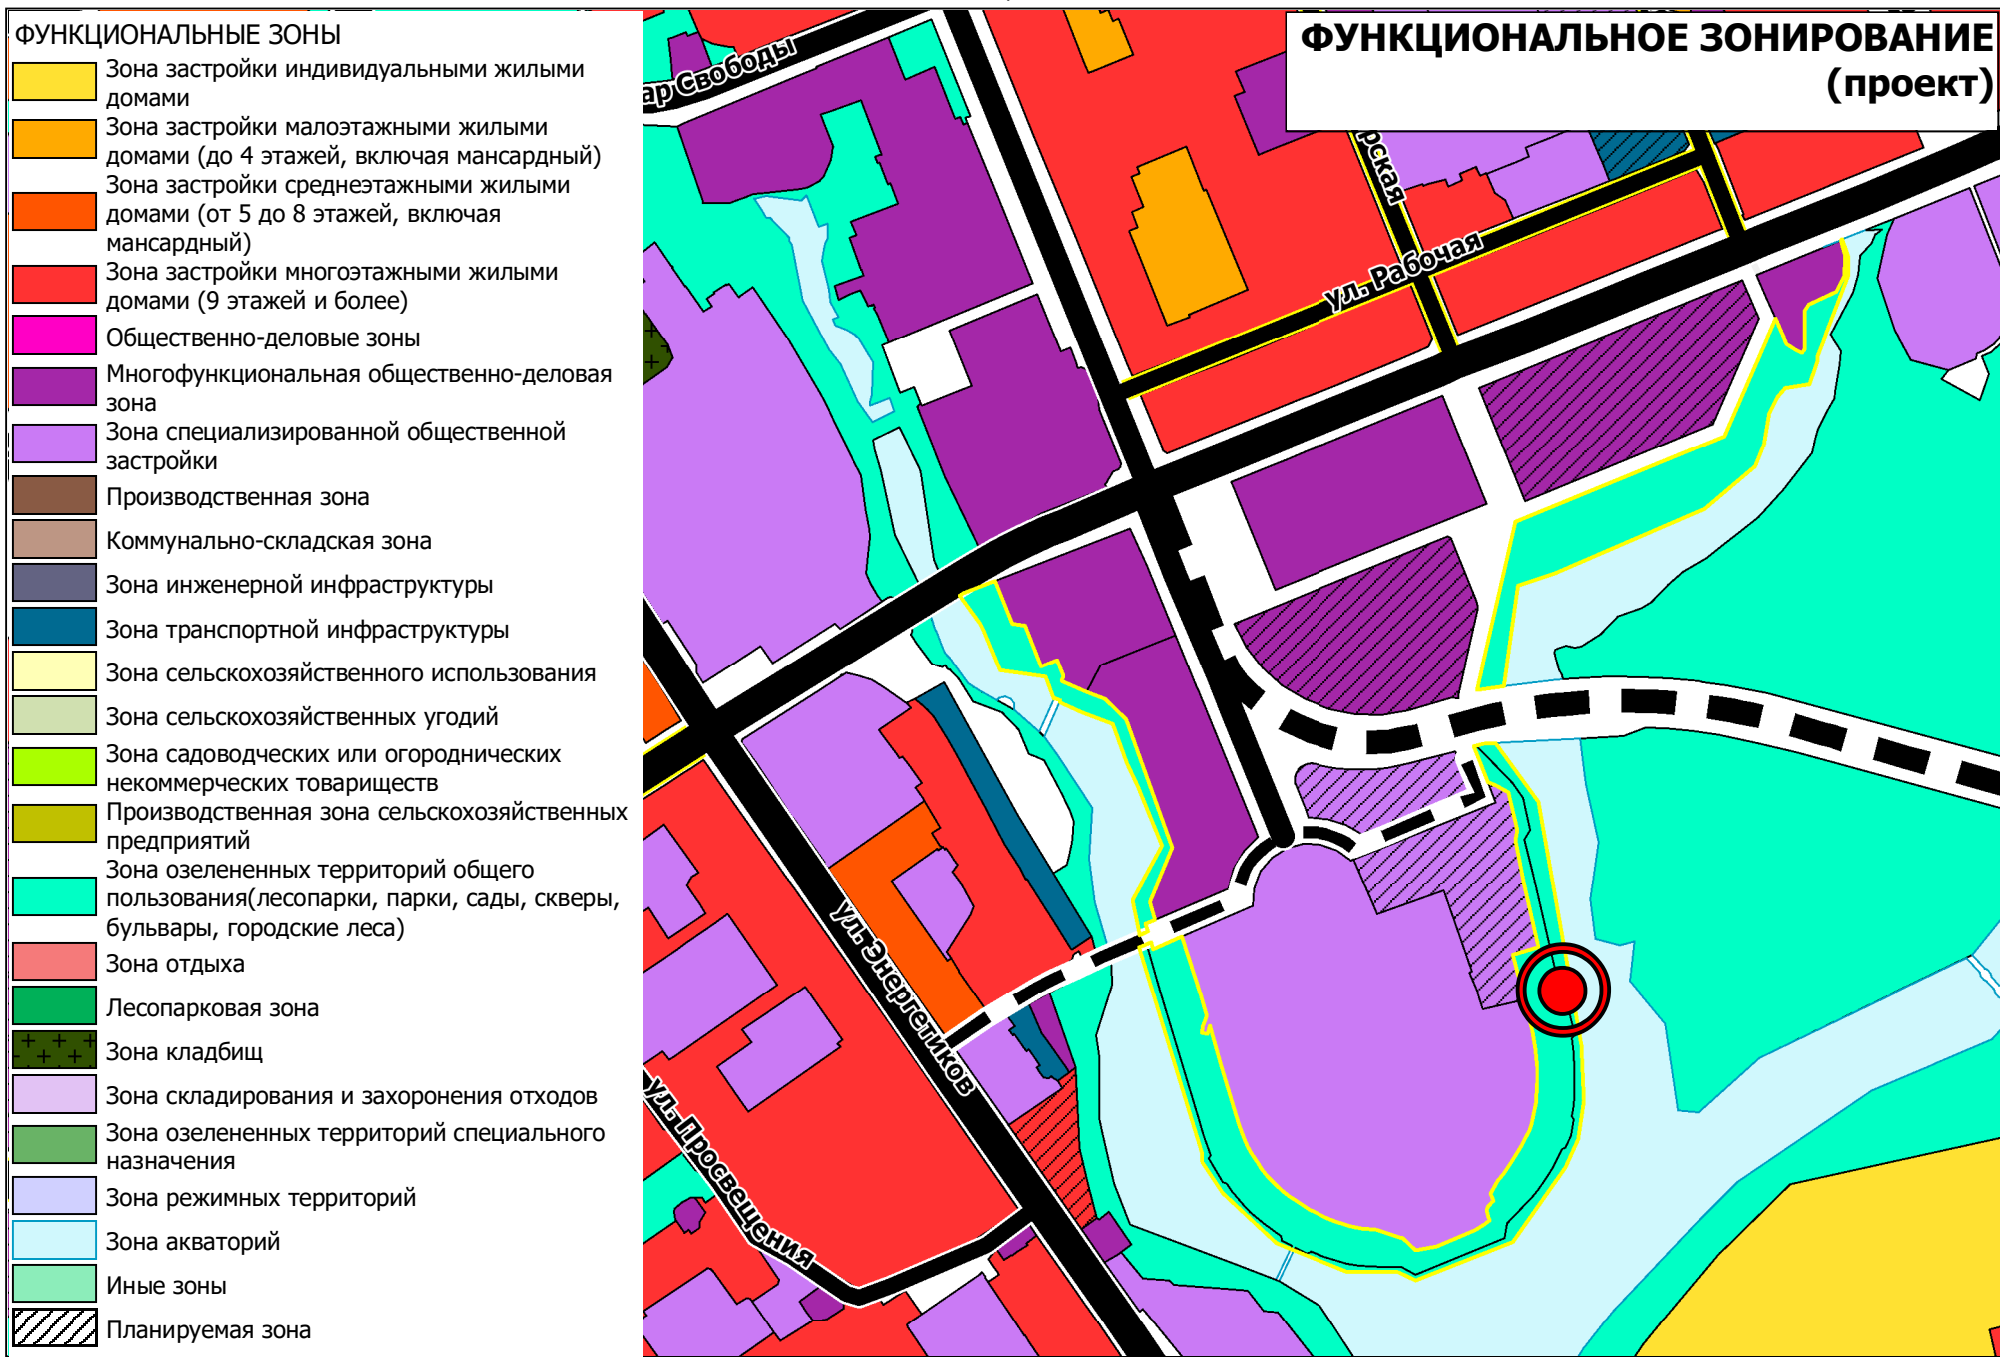 ФУНКЦИОНАЛЬНЫЕ ЗОНЫ
Зона застройки индивидуальными жилыми
домами
Зона застройки малоэтажными жилыми
домами (до 4 этажей, включая мансардный)
Зона застройки среднеэтажными жилыми
домами (от 5 до 8 этажей, включая
мансардный)
Зона застройки многоэтажными жилыми
домами (9 этажей и более)
Общественно-деловые зоны
Многофункциональная общественно-деловая
зона
Зона специализированной общественной
застройки
Производственная зона
Коммунально-складская зона
Зона инженерной инфраструктуры
Зона транспортной инфраструктуры
Зона сельскохозяйственного использования
Зона сельскохозяйственных угодий
Зона садоводческих или огороднических
некоммерческих товариществ
Производственная зона сельскохозяйственных
предприятий
Зона озелененных территорий общего
пользования(лесопарки, парки, сады, скверы,
бульвары, городские леса)
Зона отдыха
Лесопарковая зона
Зона кладбищ
Зона складирования и захоронения отходов
Зона озелененных территорий специального
назначения
Зона режимных территорий
Зона акваторий
Иные зоны
Планируемая зона
ФУНКЦИОНАЛЬНОЕ ЗОНИРОВАНИЕ
(проект)
ар Свободы
рская
ул. Рабочая
ул. Энергетиков
ул. Просвещения